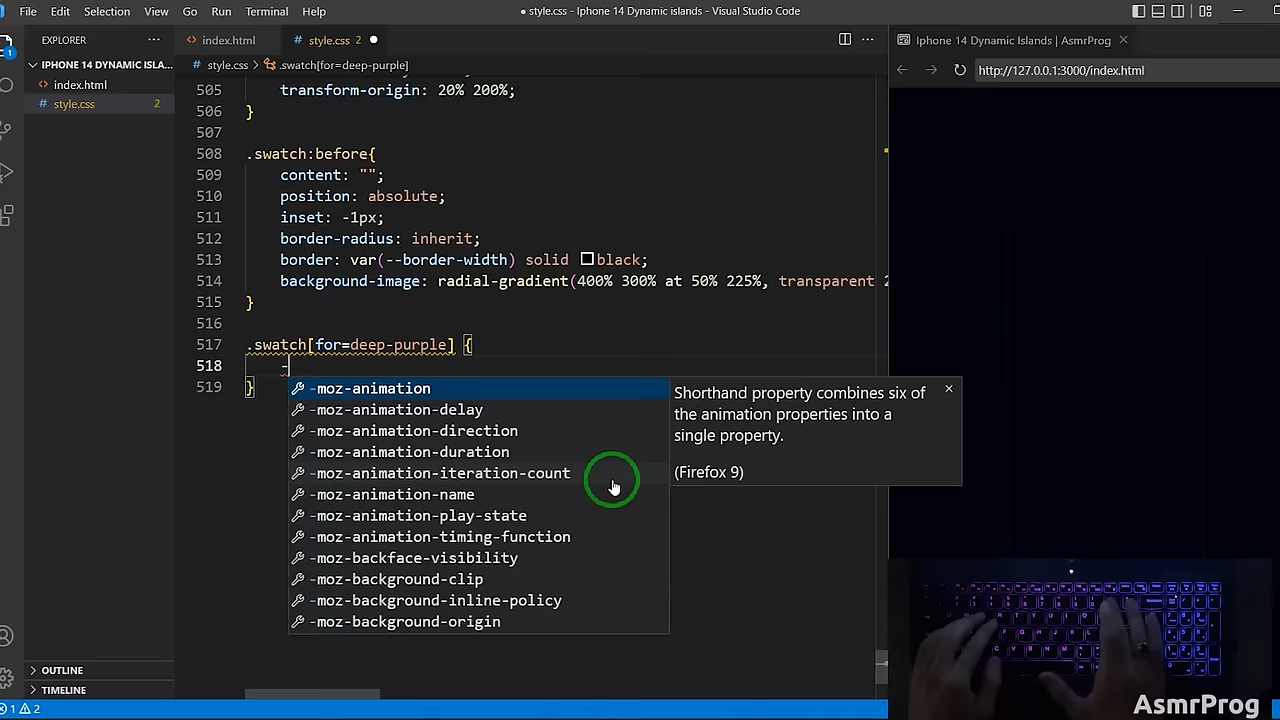 File Edit Selection View Go Run Terminal Help
● style.css - Iphone 14 Dynamic islands - Visual Studio Code
EXPLORER
IPHONE 14 DYNAMIC ISLA...
index.html
style.css 2
OUTLINE
TIMELINE
1
index.html
style.css 2
style.css > .swatch[for=deep-purple]
505 transform-origin: 20% 200%;
506 }
507
508 .swatch:before{
509 content: "";
510 position: absolute;
511 inset: -1px;
512 border-radius: inherit;
513 border: var(--border-width) solid black;
514 background-image: radial-gradient(400% 300% at 50% 225%, transparent 2
515 }
516
517 .swatch[for=deep-purple] {
518 -
519 }
-moz-animation
-moz-animation-delay
-moz-animation-direction
-moz-animation-duration
-moz-animation-iteration-count
-moz-animation-name
-moz-animation-play-state
-moz-animation-timing-function
-moz-backface-visibility
-moz-background-clip
-moz-background-inline-policy
-moz-background-origin
Shorthand property combines six of
the animation properties into a
single property.
(Firefox 9)
Iphone 14 Dynamic Islands | AsmrProg
http://127.0.0.1:3000/index.html
1 2
AsmrProg